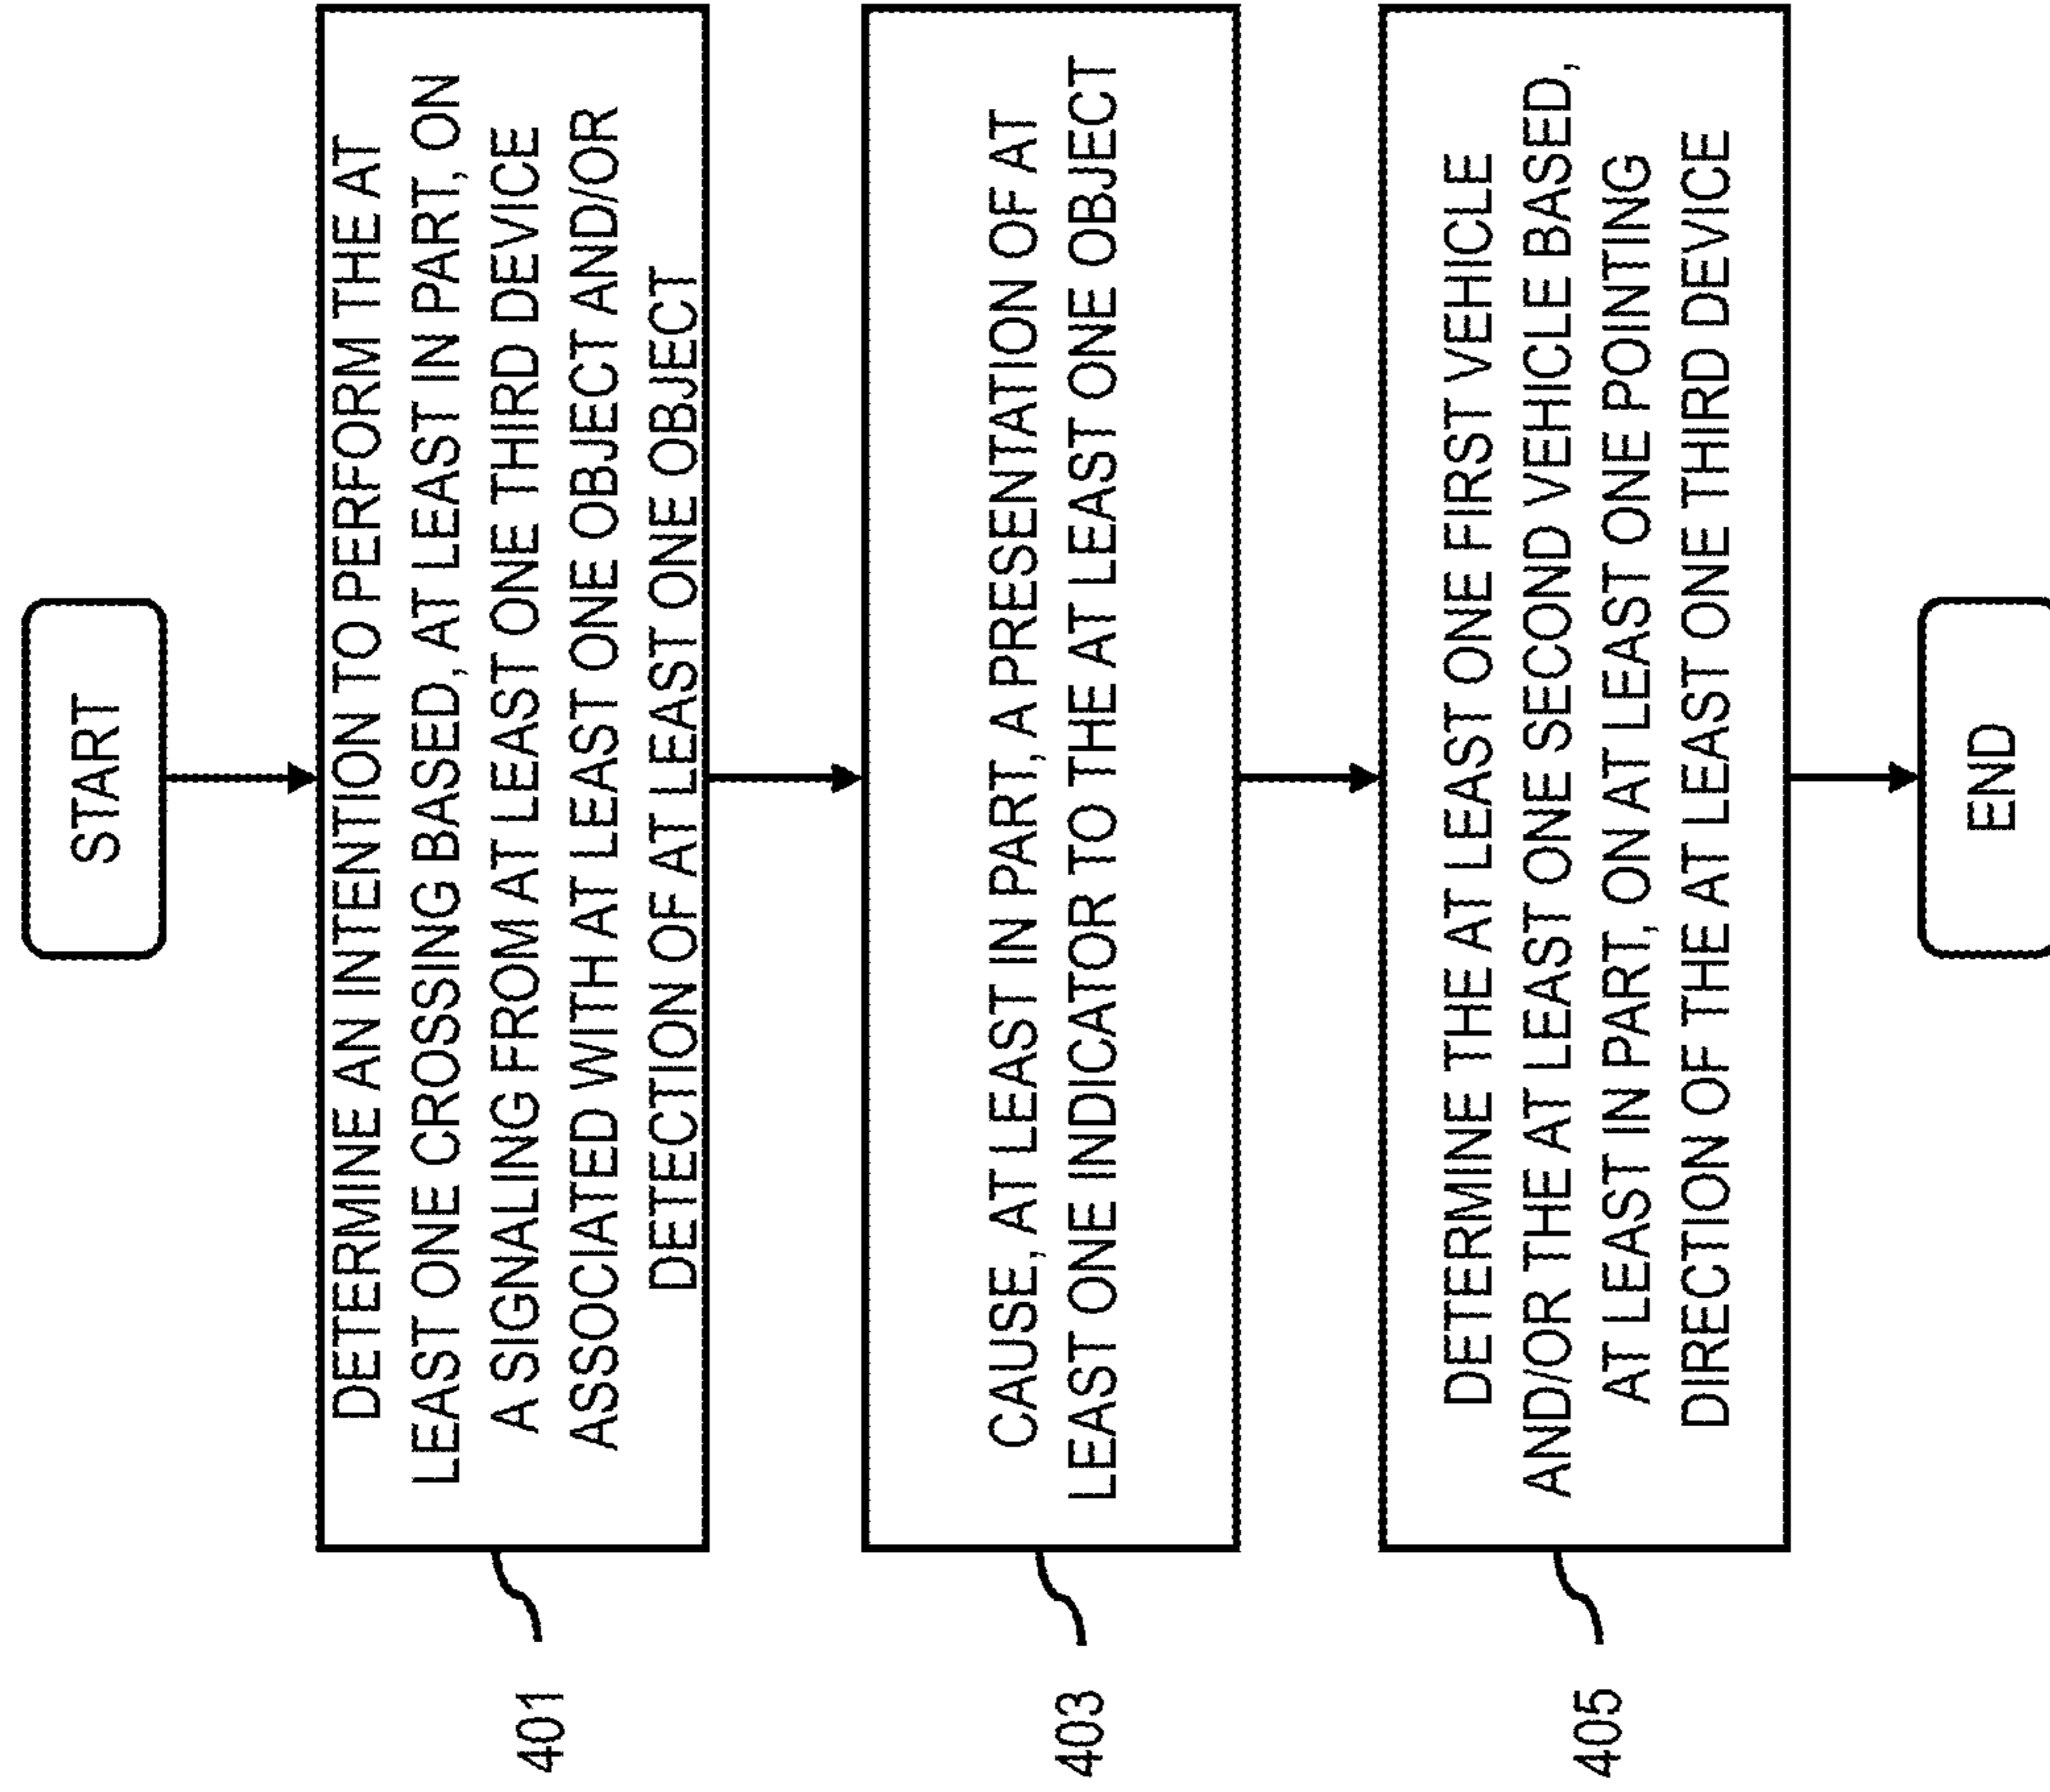 START
DETERMINE AN INTENTION TO PERFORM THE AT
LEAST ONE CROSSING BASED, AT LEAST IN PART, ON
A SIGNALING FROM AT LEAST ONE THIRD DEVICE
ASSOCIATED WITH AT LEAST ONE OBJECT AND/OR
DETECTION OF AT LEAST ONE OBJECT
401
CAUSE, AT LEAST IN PART, A PRESENTATION OF AT
LEAST ONE INDICATOR TO THE AT LEAST ONE OBJECT
403
DETERMINE THE AT LEAST ONE FIRST VEHICLE
AND/OR THE AT LEAST ONE SECOND VEHICLE BASED,
AT LEAST IN PART, ON AT LEAST ONE POINTING
DIRECTION OF THE AT LEAST ONE THIRD DEVICE
405
END